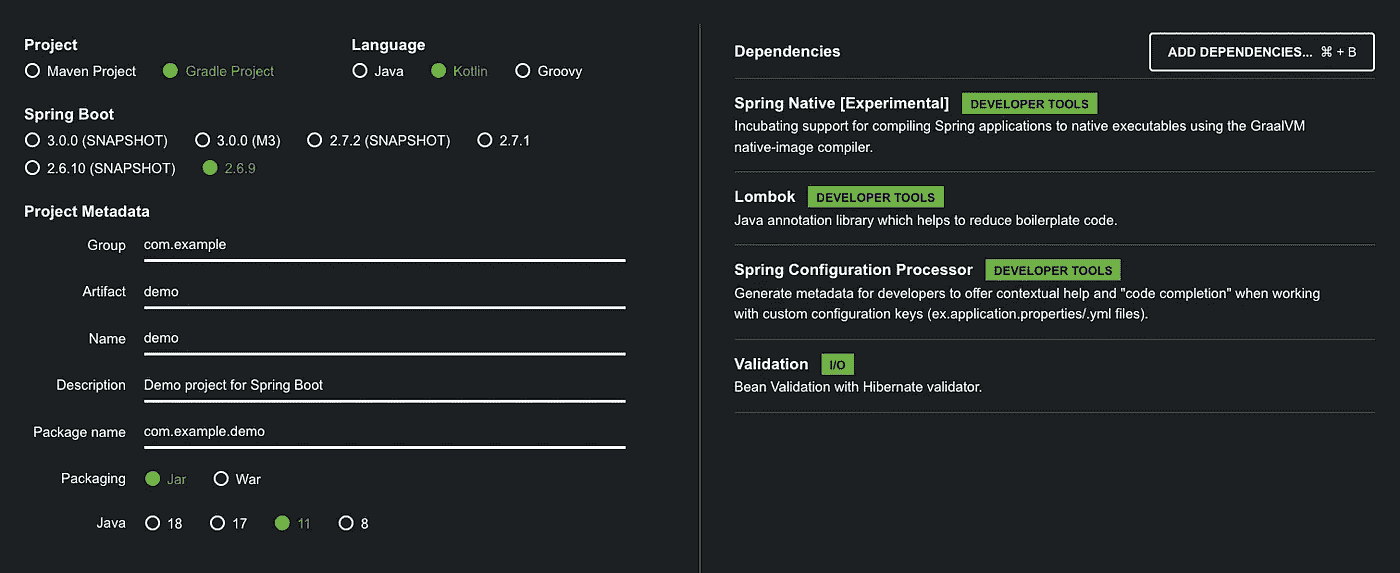 Project
Maven Project Gradle Project
Language
Java Kotlin Groovy
Spring Boot
3.0.0 (SNAPSHOT) 3.0.0 (M3) 2.7.2 (SNAPSHOT) 2.7.1
2.6.10 (SNAPSHOT) 2.6.9
Project Metadata
Group com.example
Artifact demo
Name demo
Description Demo project for Spring Boot
Package name com.example.demo
Packaging Jar War
Java 18 17 11 8
Dependencies
ADD DEPENDENCIES... ⌘ + B
Spring Native [Experimental] DEVELOPER TOOLS
Incubating support for compiling Spring applications to native executables using the GraalVM
native-image compiler.
Lombok DEVELOPER TOOLS
Java annotation library which helps to reduce boilerplate code.
Spring Configuration Processor DEVELOPER TOOLS
Generate metadata for developers to offer contextual help and "code completion" when working
with custom configuration keys (ex.application.properties/.yml files).
Validation I/O
Bean Validation with Hibernate validator.